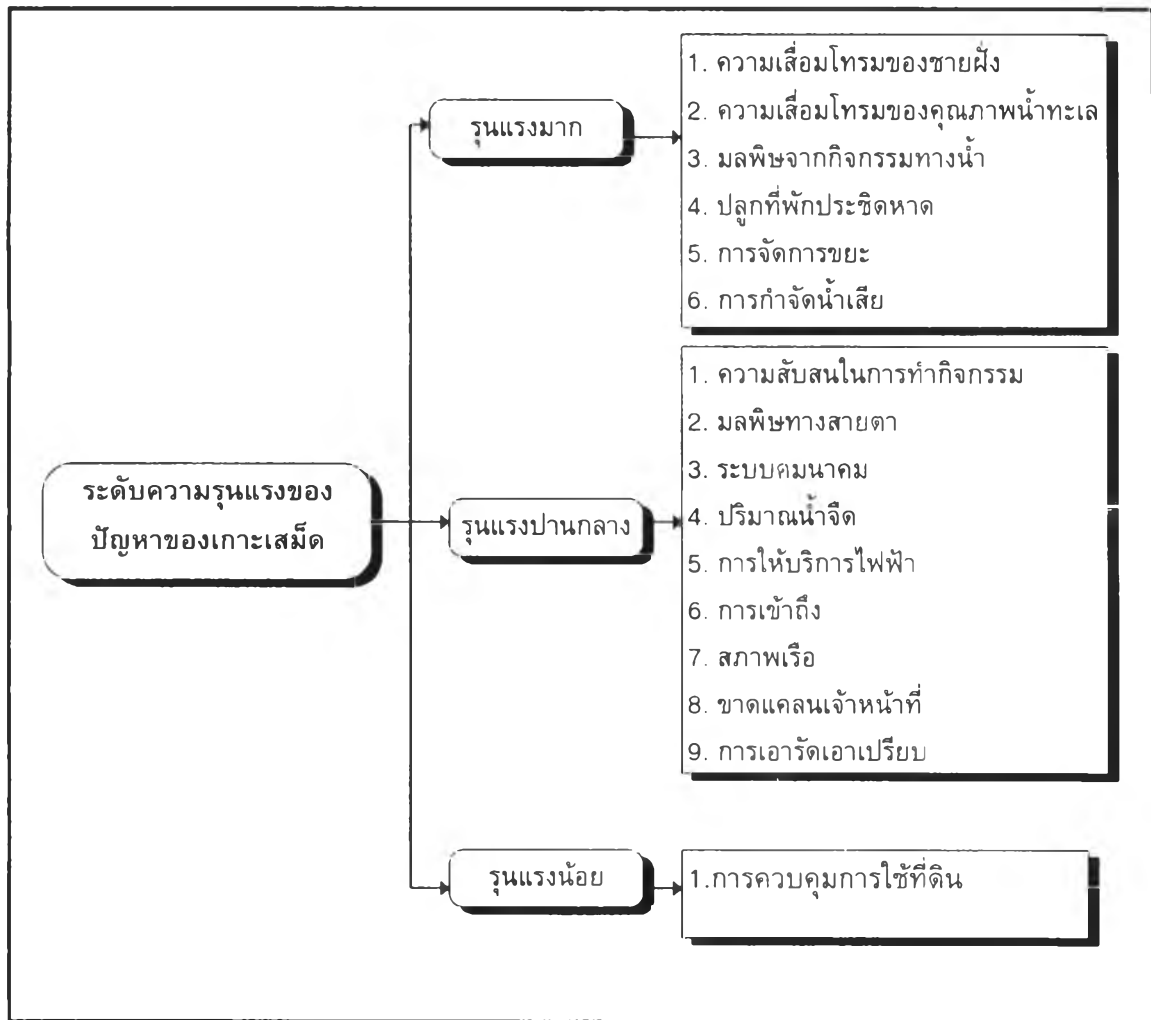 รุนแรงมาก
1. ความเสื่อมโทรมของชายฝั่ง
2. ความเสื่อมโทรมของคุณภาพน้ำทะเล
3. มลพิษจากกิจกรรมทางน้ำ
4. ปลูกที่พักประชิดหาด
5. การจัดการขยะ
6. การกำจัดน้ำเสีย
ระดับความรุนแรงของ
ปัญหาของเกาะเสม็ด
รุนแรงปานกลาง
1. ความสับสนในการทำกิจกรรม
2. มลพิษทางสายตา
3. ระบบคมนาคม
4. ปริมาณน้ำจืด
5. การให้บริการไฟฟ้า
6. การเข้าถึง
7. สภาพเรือ
8. ขาดแคลนเจ้าหน้าที่
9. การเอารัดเอาเปรียบ
รุนแรงน้อย
1.การควบคุมการใช้ที่ดิน